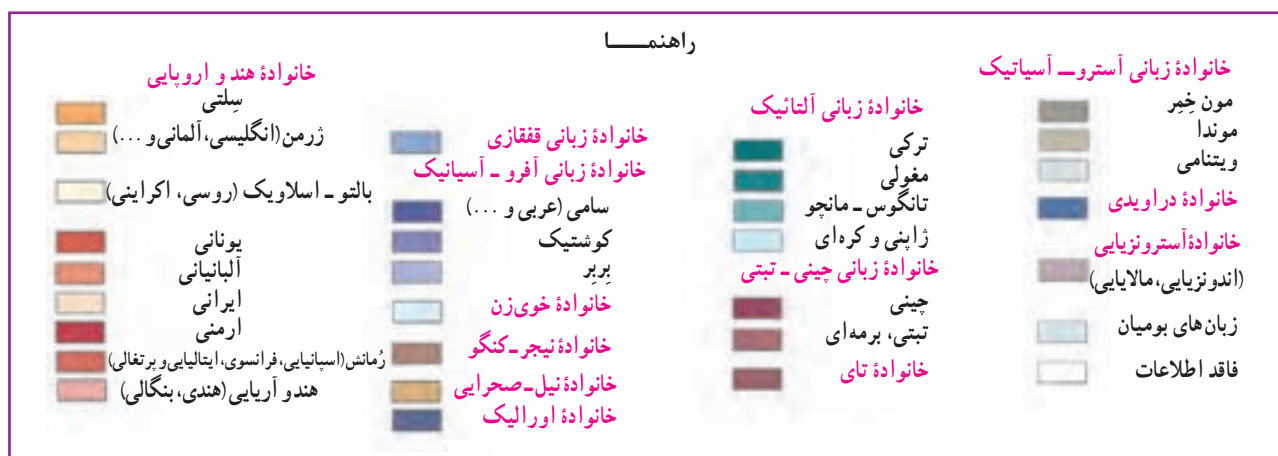 راهنمـــــا
خانوادهٔ زبانی آسترو ـ آسیاتیک
مون خِمِر
موندا
ویتنامی
خانوادهٔ دراویدی
خانوادهٔ آسترونزیایی
(اندونزیایی، مالایایی)
زبان‌های بومیان
فاقد اطلاعات
خانوادهٔ زبانی آلتائیک
ترکی
مغولی
تانگوس ـ مانچو
ژاپنی و کره‌ای
خانوادهٔ زبانی چینی ـ تبتی
چینی
تبتی، برمه‌ای
خانوادهٔ تای
خانوادهٔ زبانی قفقازی
خانوادهٔ زبانی آفرو ـ آسیانیک
سامی (عربی و ...)
کوشتیک
بِربِر
خانوادهٔ خوی‌زن
خانوادهٔ نیجر ـ کنگو
خانوادهٔ نیل ـ صحرایی
خانوادهٔ اورالیک
خانوادهٔ هند و اروپایی
سِلتی
ژرمن (انگلیسی، آلمانی و ...)
بالتو ـ اسلاویک (روسی، اکراینی)
یونانی
آلبانیانی
ایرانی
ارمنی
رُمانش (اسپانیایی، فرانسوی، ایتالیایی و پرتغالی)
هند و آریایی (هندی، بنگالی)